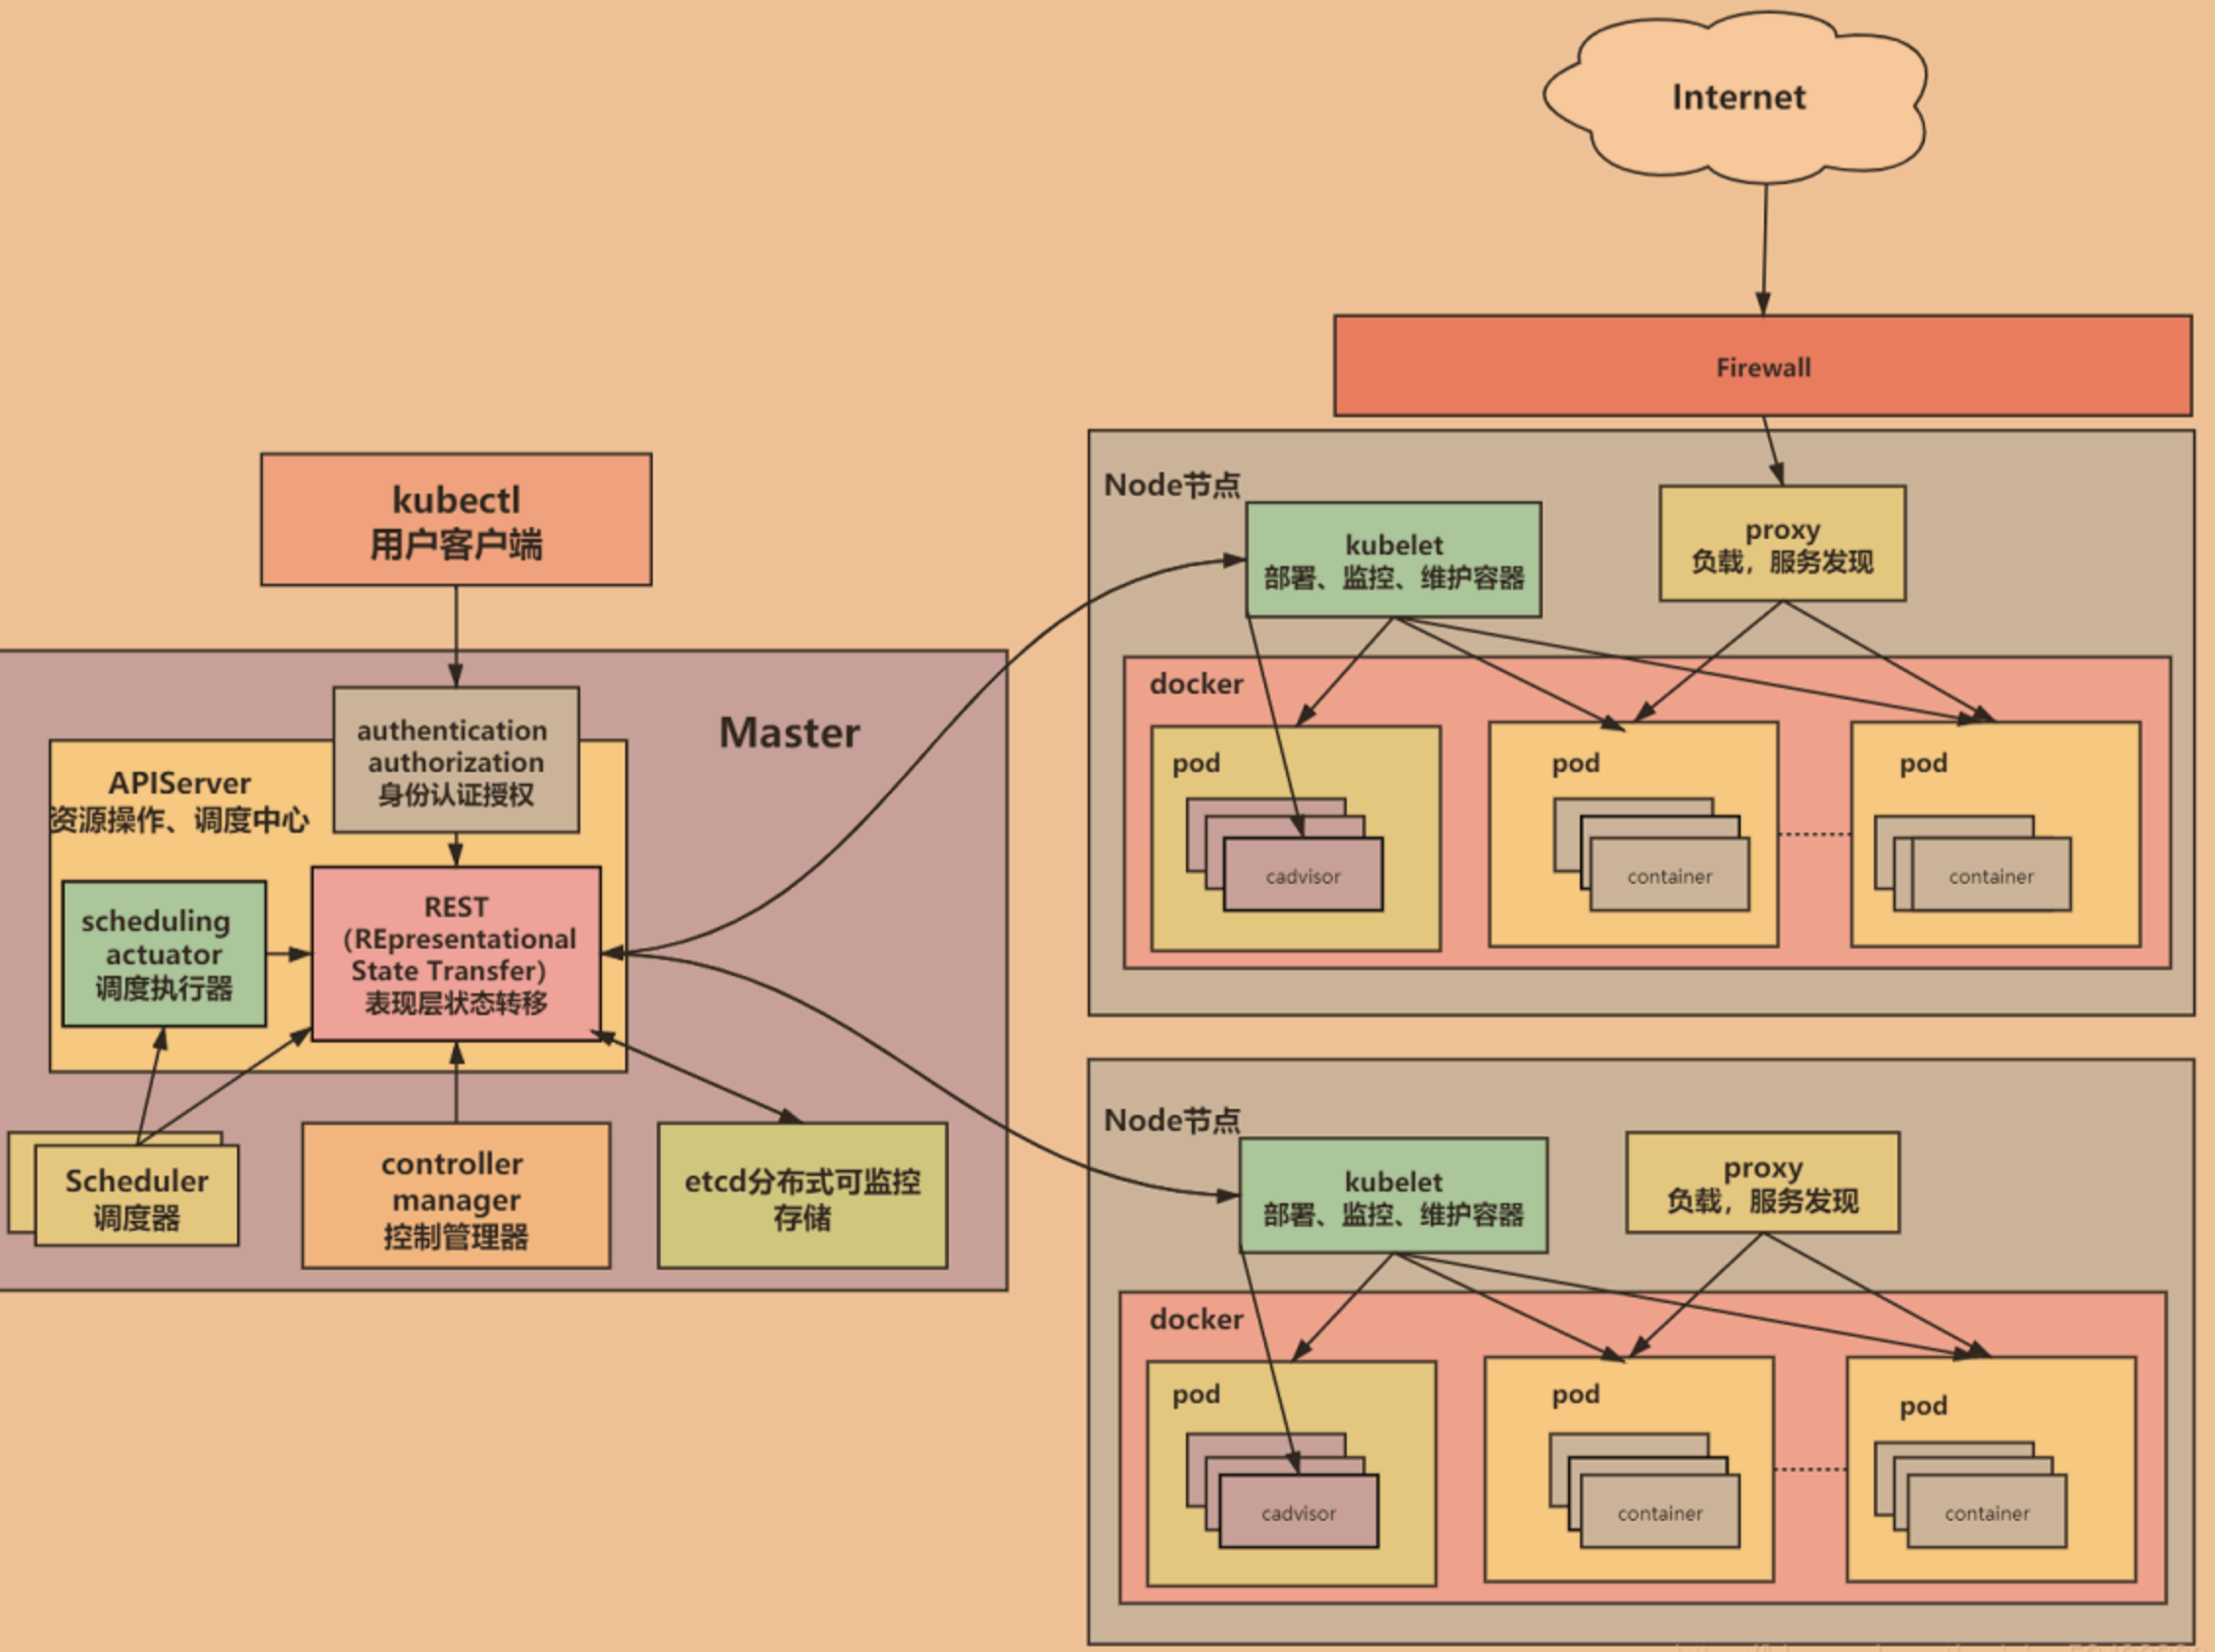 Internet
Firewall
kubectl
用户客户端
Master
authentication
authorization
身份认证授权
APIServer
资源操作、调度中心
scheduling
actuator
调度执行器
REST
（REpresentational
State Transfer）
表现层状态转移
Scheduler
调度器
controller
manager
控制管理器
etcd分布式可监控
存储
Node节点
kubelet
部署、监控、维护容器
proxy
负载，服务发现
docker
pod
cadvisor
pod
container
pod
container
Node节点
kubelet
部署、监控、维护容器
proxy
负载，服务发现
docker
pod
cadvisor
pod
container
pod
container